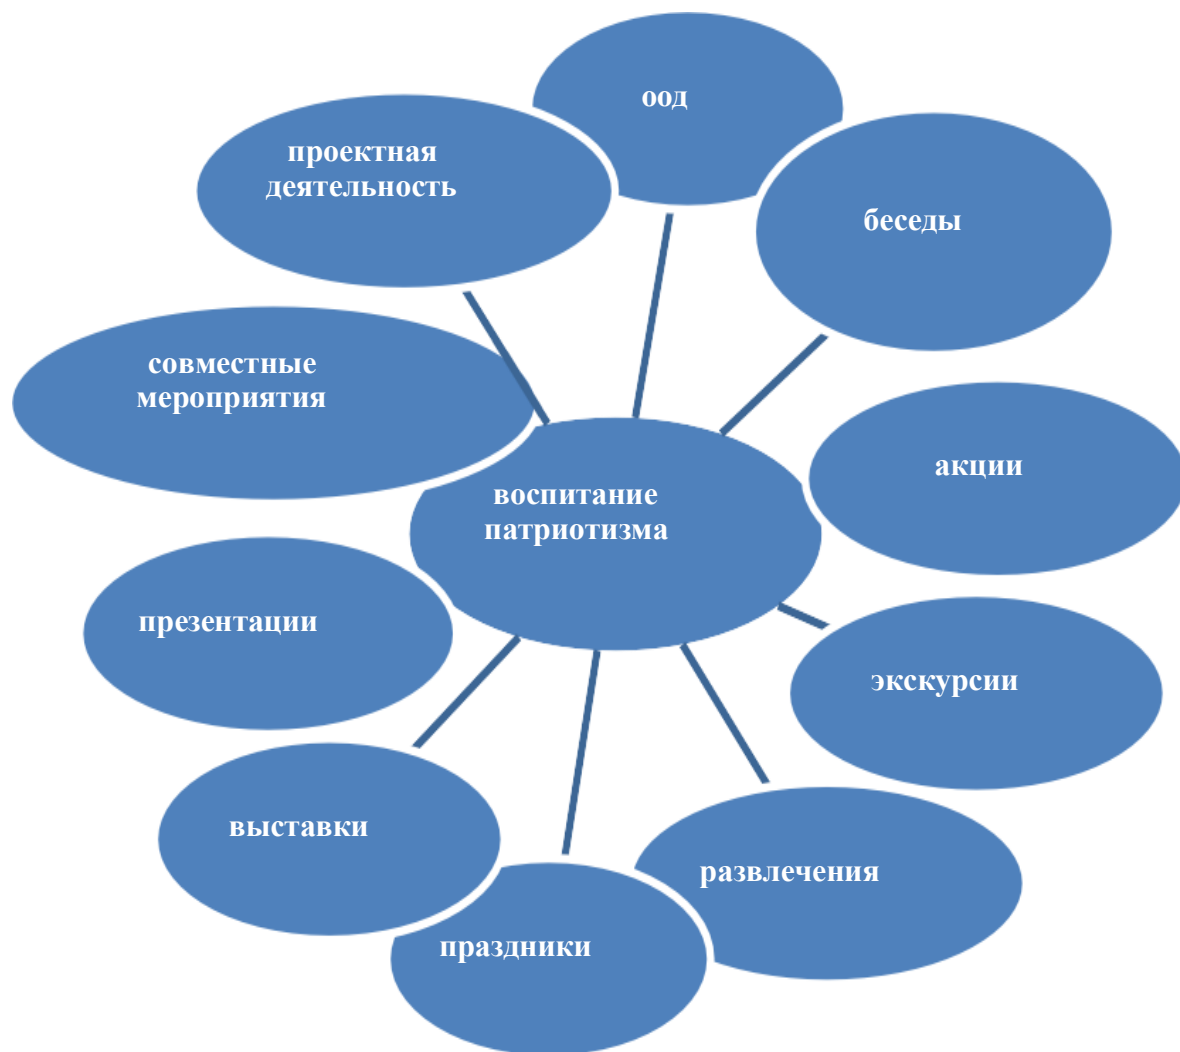 оод
проектная
деятельность
беседы
совместные
мероприятия
акции
воспитание
патриотизма
презентации
экскурсии
выставки
развлечения
праздники